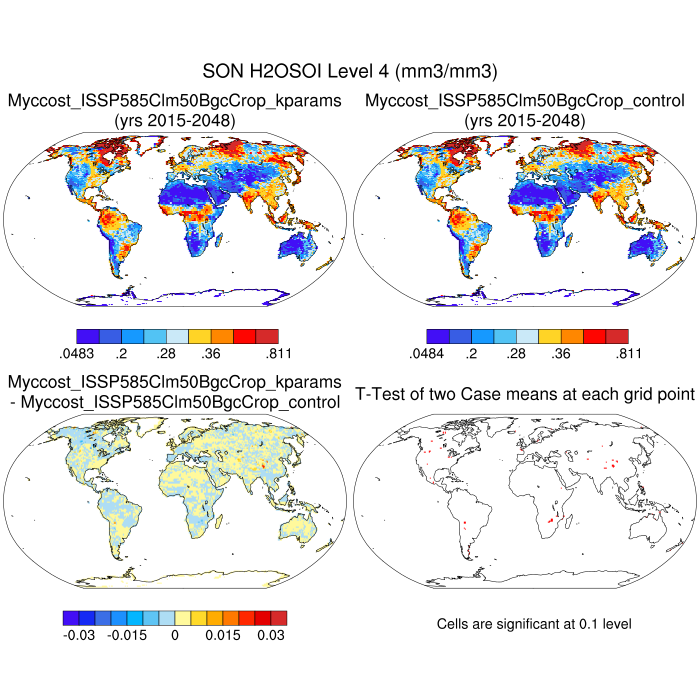 SON H2OSOI Level 4 (mm3/mm3)
Myccost_ISSP585Clm50BgcCrop_kparams
(yrs 2015-2048)
Myccost_ISSP585Clm50BgcCrop_control
(yrs 2015-2048)
.0483 .2 .28 .36 .811
.0484 .2 .28 .36 .811
Myccost_ISSP585Clm50BgcCrop_kparams
- Myccost_ISSP585Clm50BgcCrop_control
T-Test of two Case means at each grid point
-0.03 -0.015 0 0.015 0.03
Cells are significant at 0.1 level